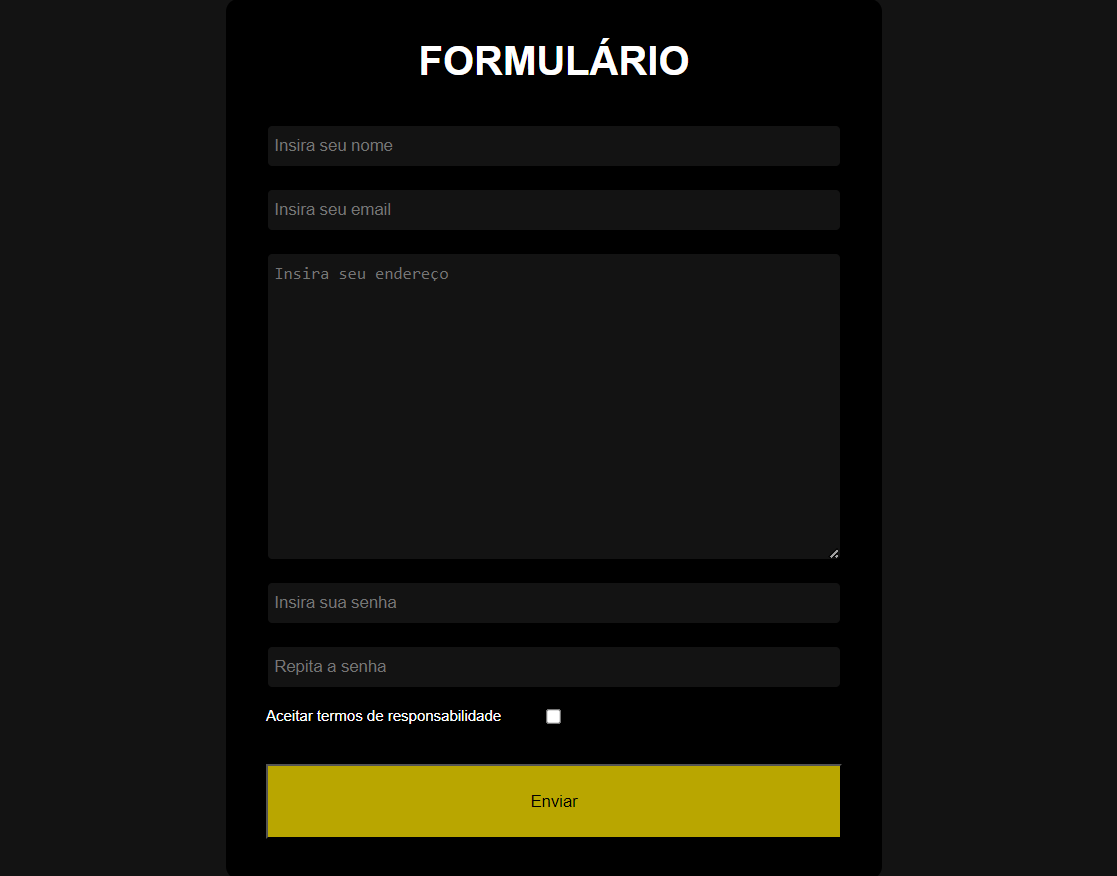 FORMULÁRIO
Insira seu nome
Insira seu email
Insira seu endereço
Insira sua senha
Repita a senha
Aceitar termos de responsabilidade
Enviar